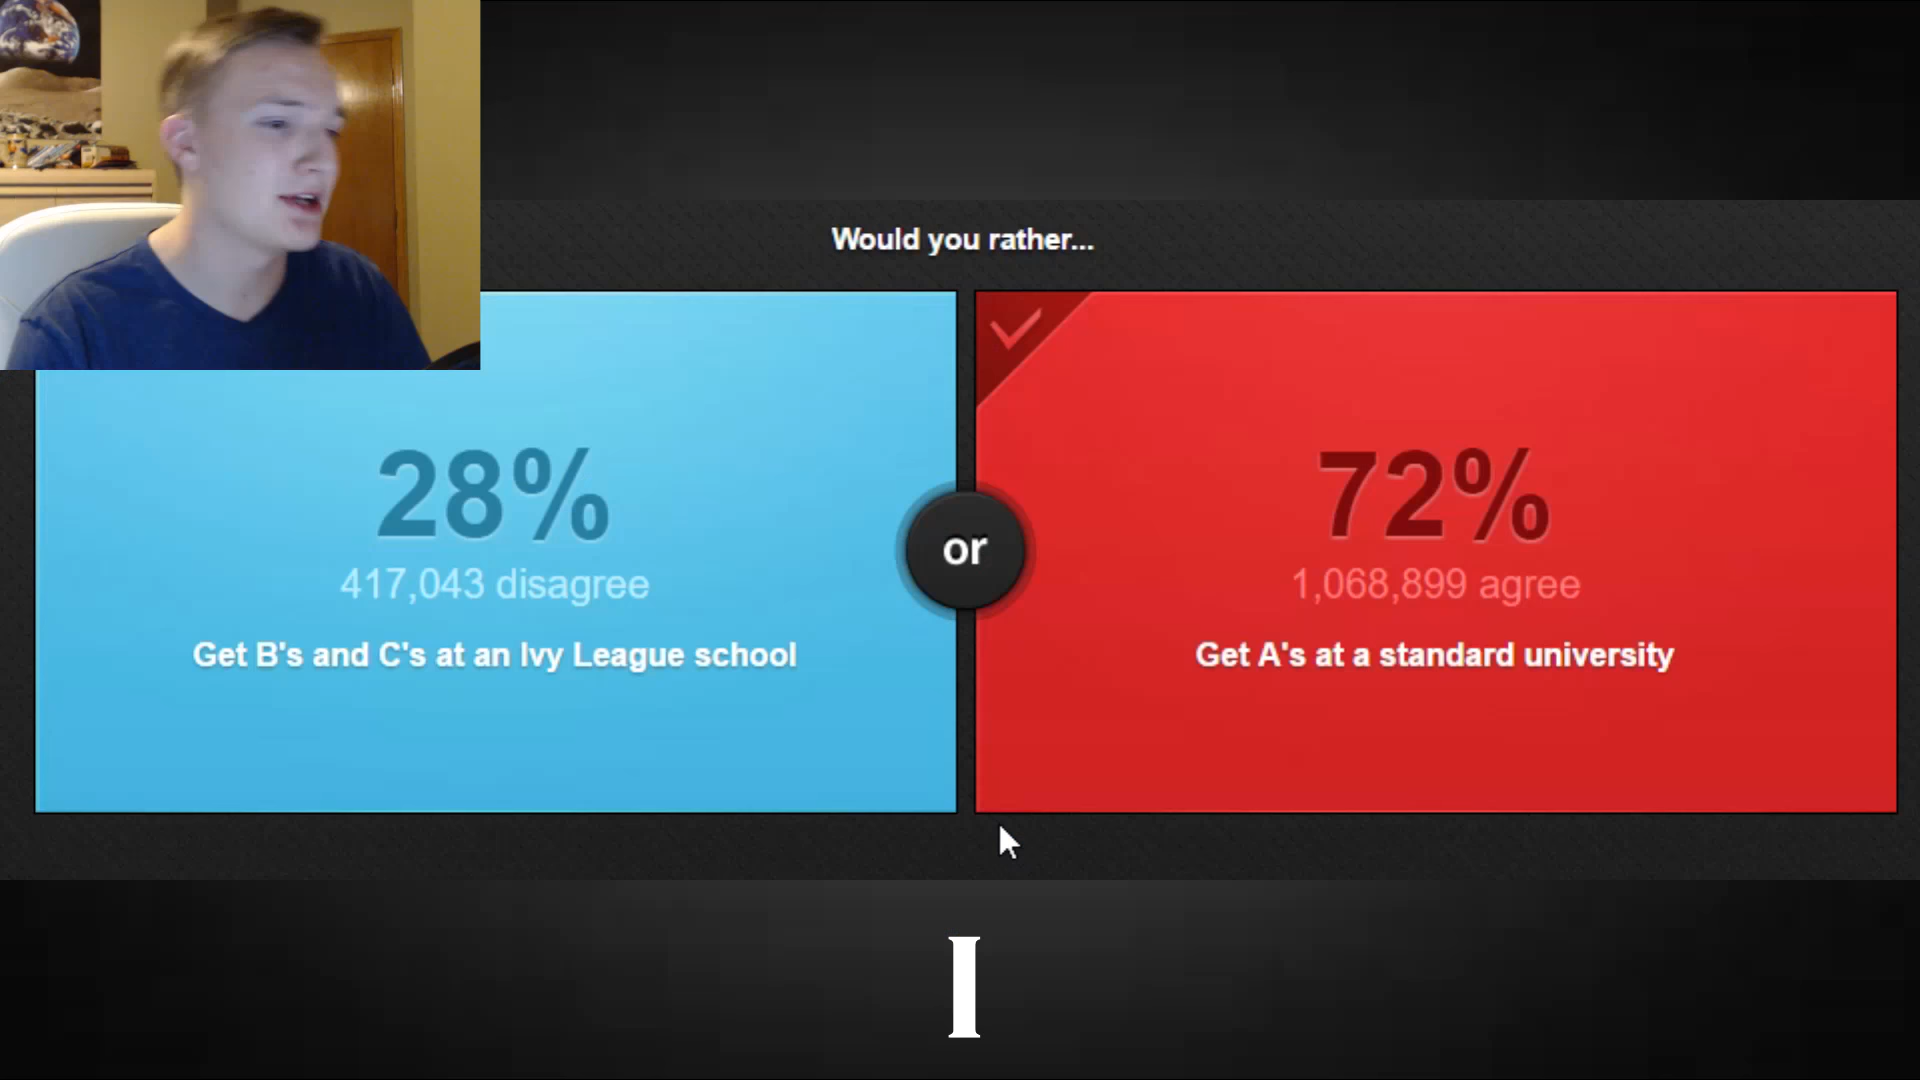 Would you rather...
28%
417,043 disagree
Get B's and C's at an Ivy League school
or
72%
1,068,899 agree
Get A's at a standard university
I